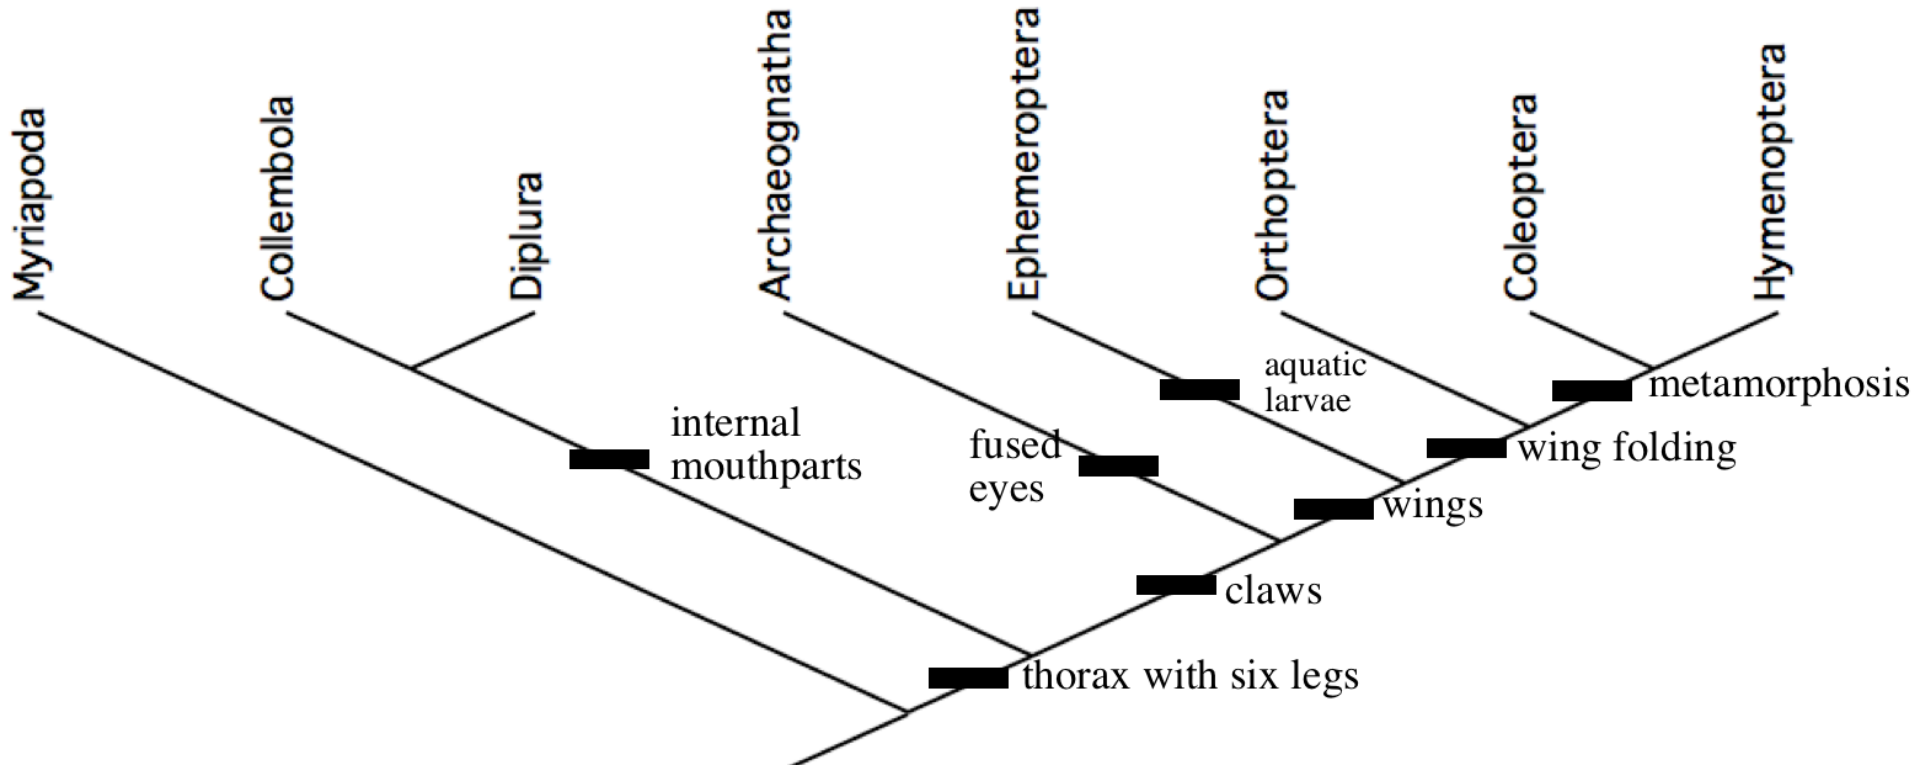 Myriapoda
Collembola
Diplura
Archaeognatha
Ephemeroptera
Orthoptera
Coleoptera
Hymenoptera
aquatic
larvae
metamorphosis
internal
mouthparts
fused
eyes
wing folding
wings
claws
thorax with six legs